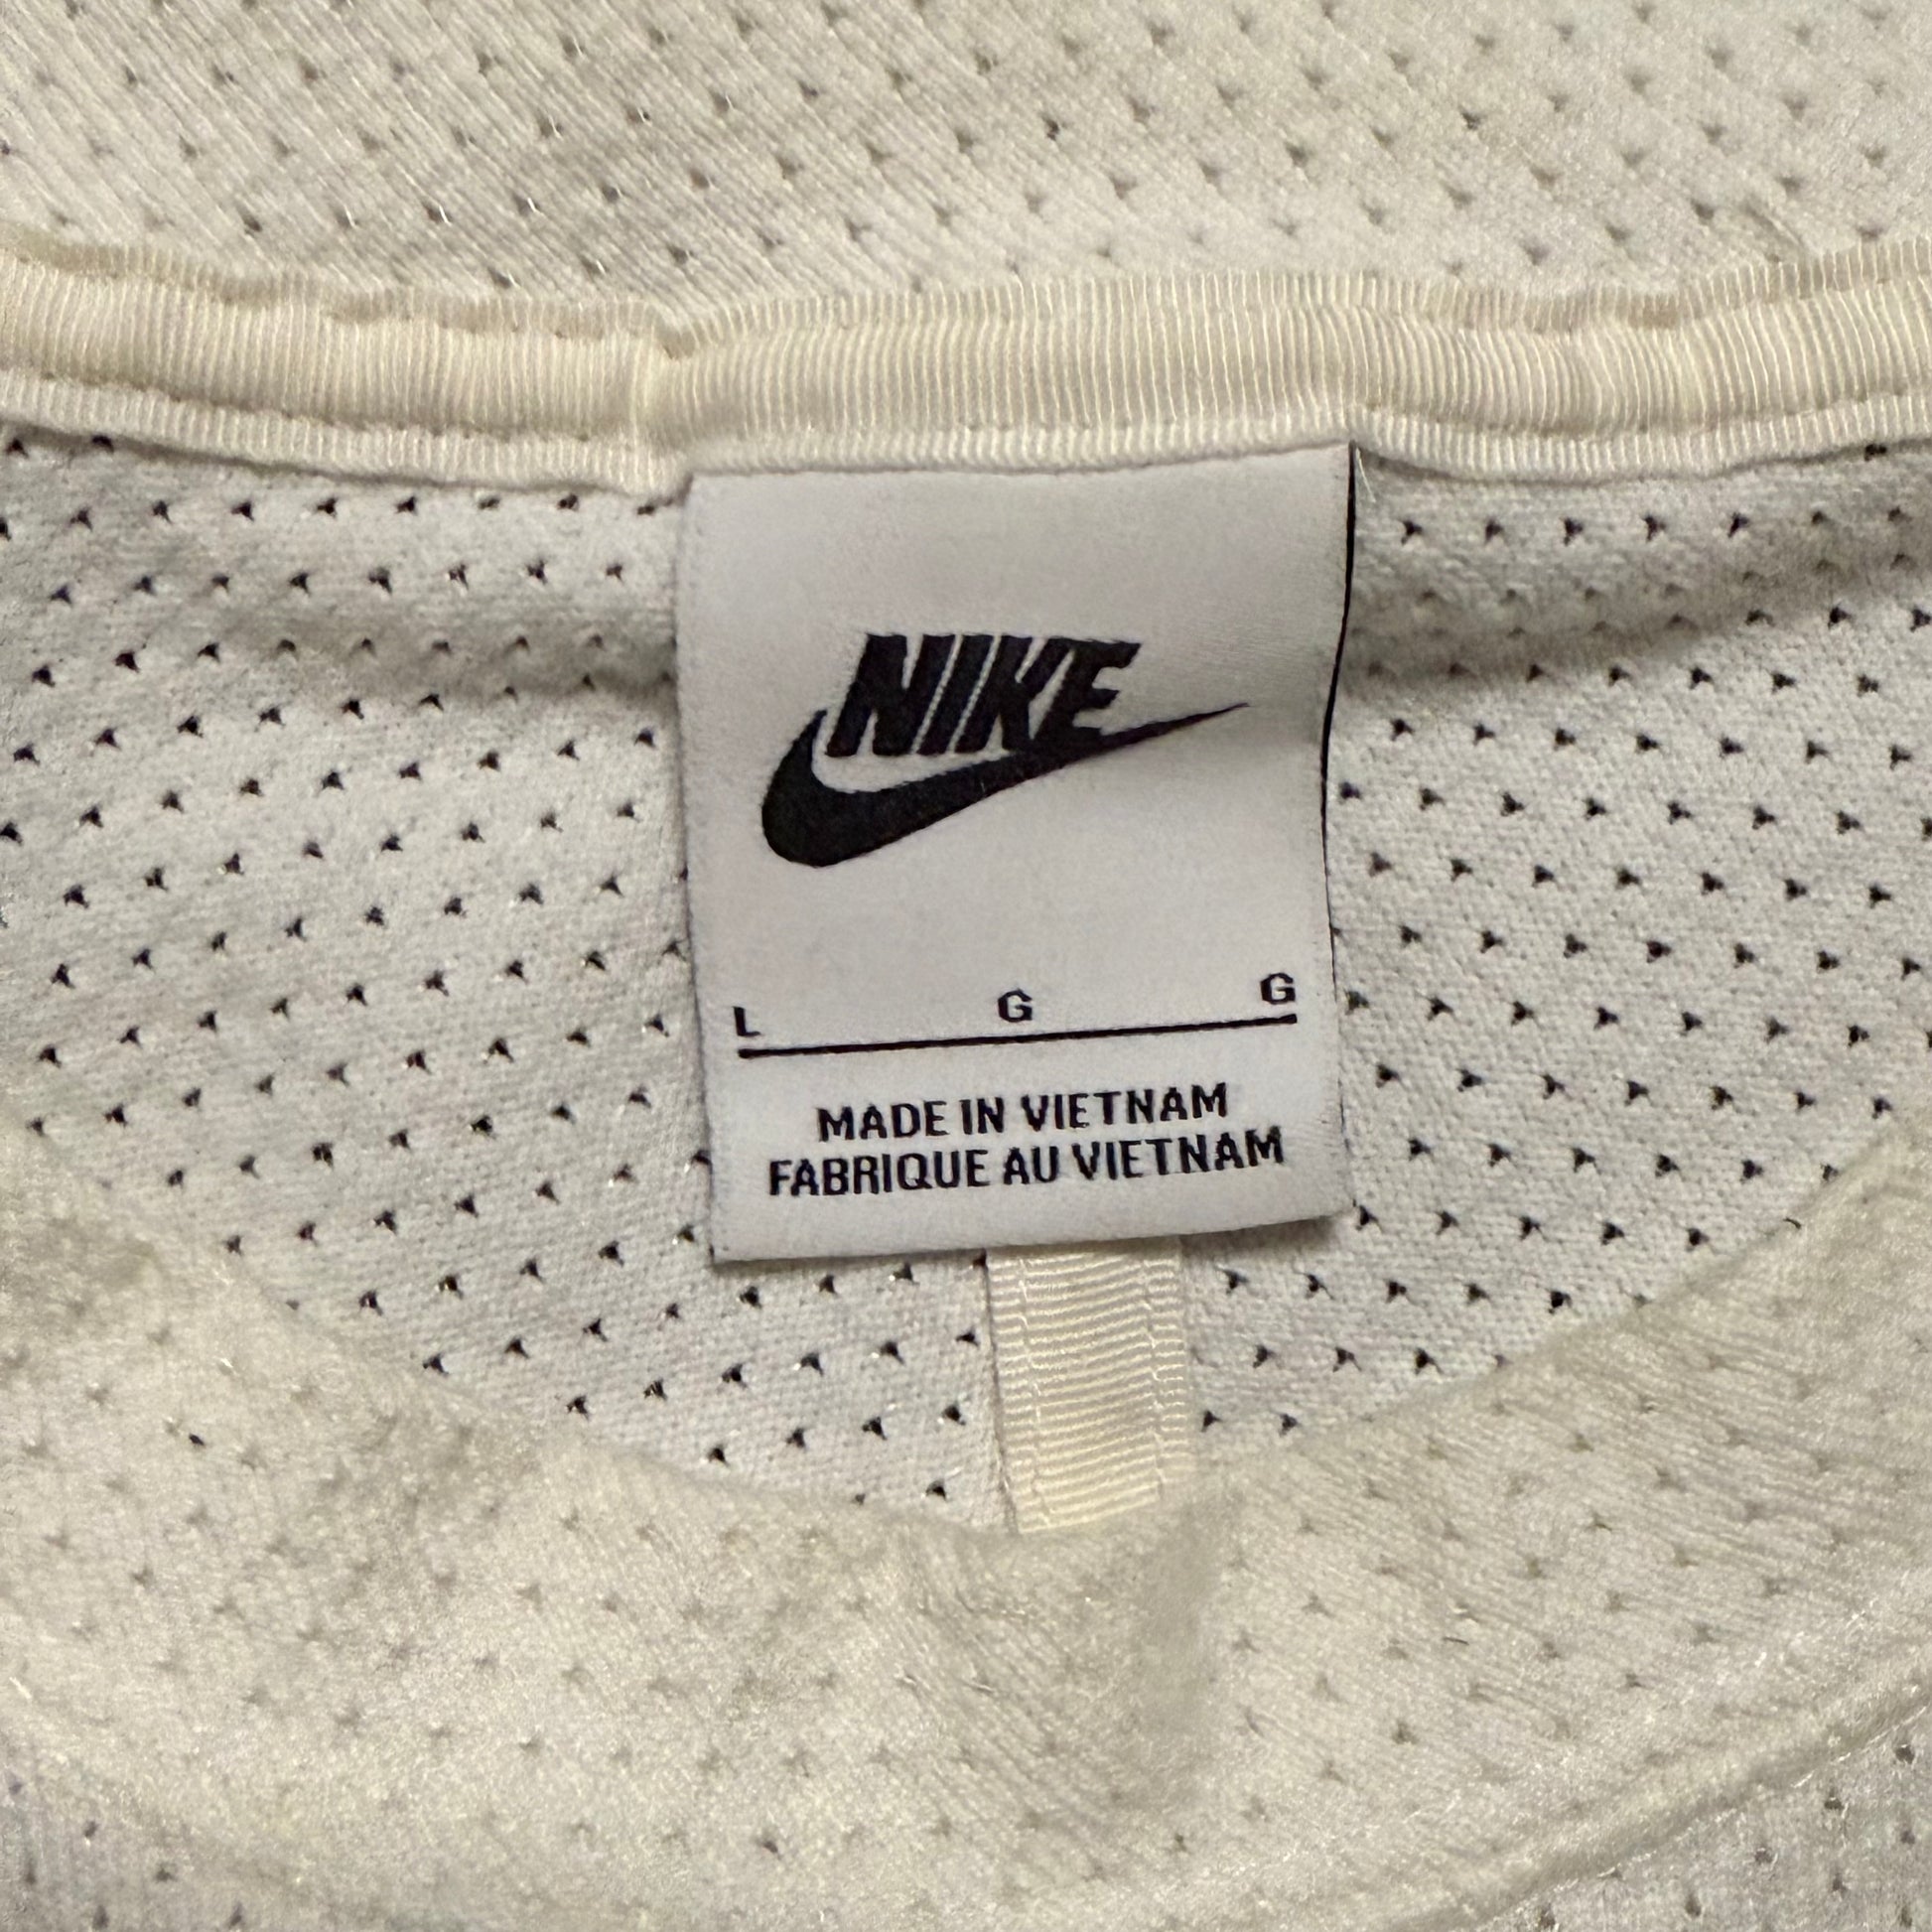 NIKE
L G G
MADE IN VIETNAM
FABRIQUE AU VIETNAM